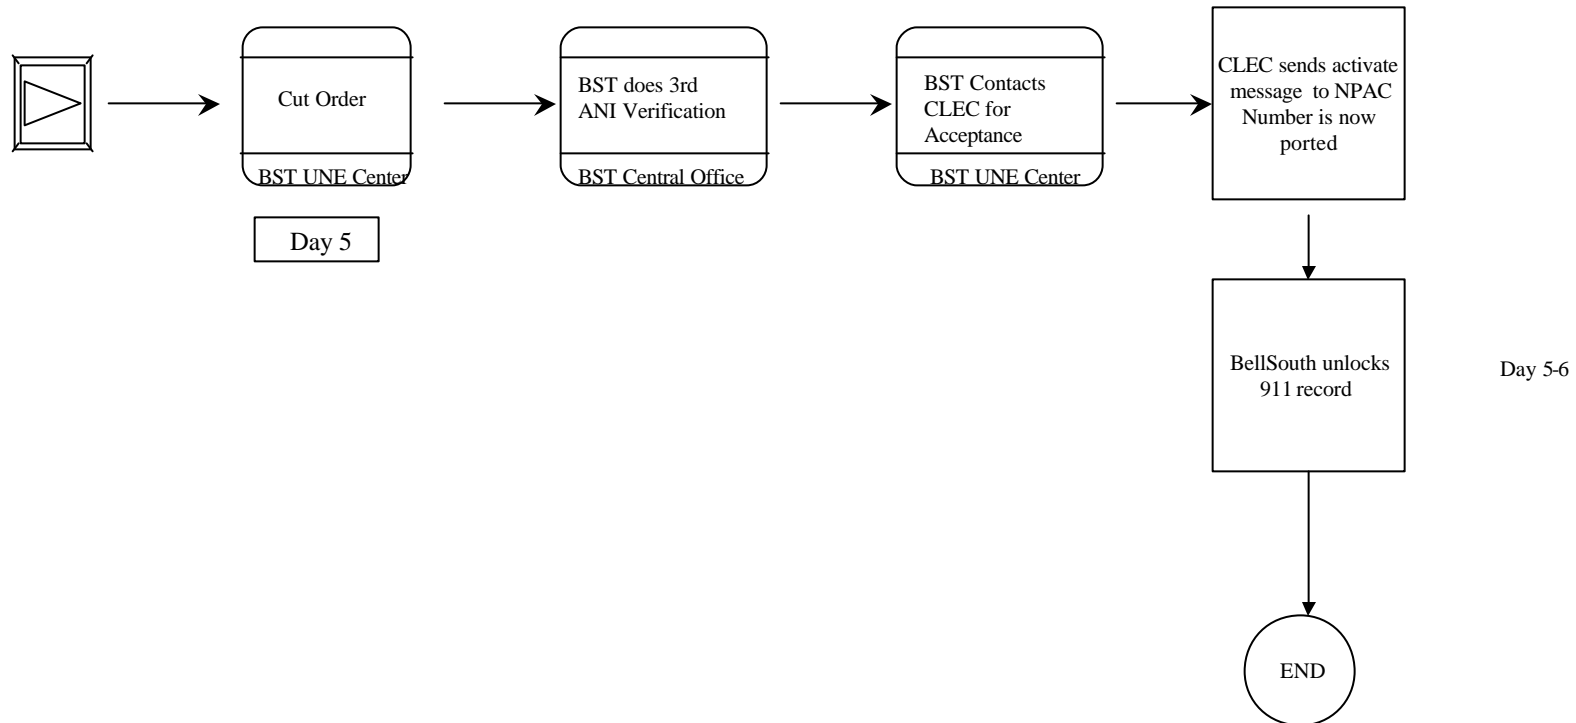 Cut Order
BST UNE Center
Day 5
BST does 3rd
ANI Verification
BST Central Office
BST Contacts
CLEC for
Acceptance
BST UNE Center
CLEC sends activate
message to NPAC
Number is now
ported
BellSouth unlocks
911 record
Day 5-6
END